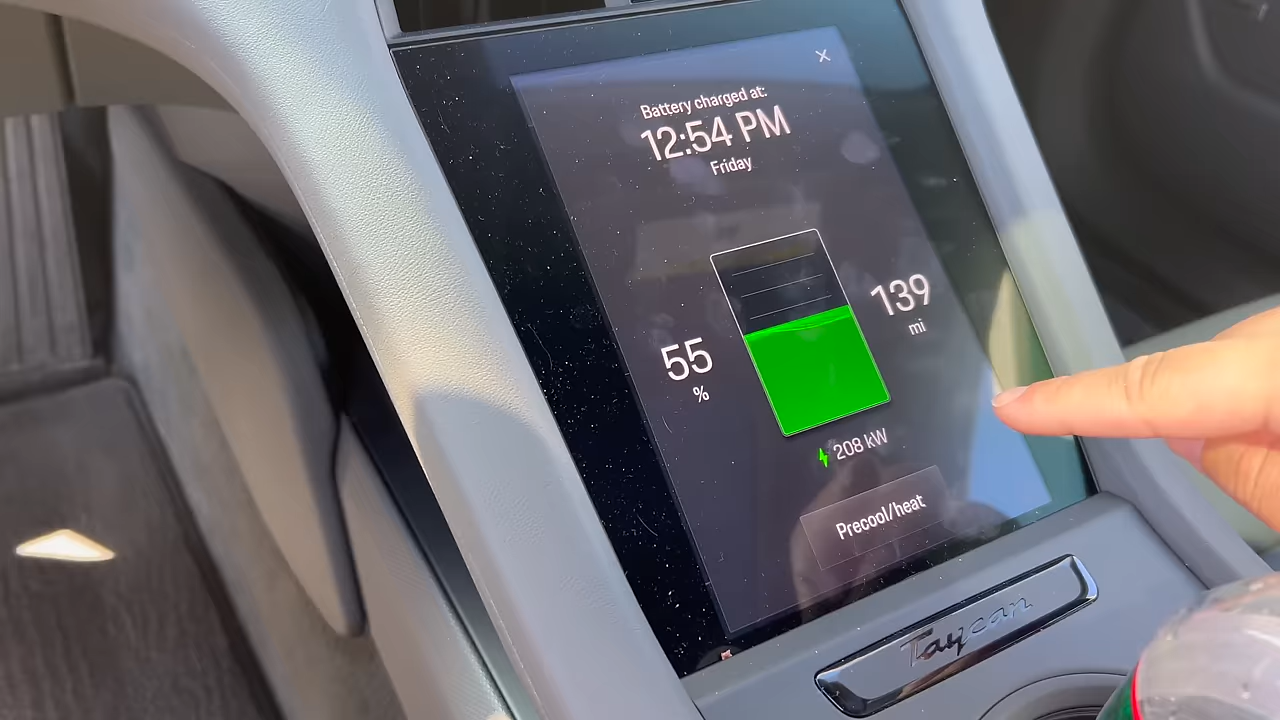 X
Battery charged at:
12:54 PM
Friday
139
mi
55
%
208 kW
Precool/heat
Taycan